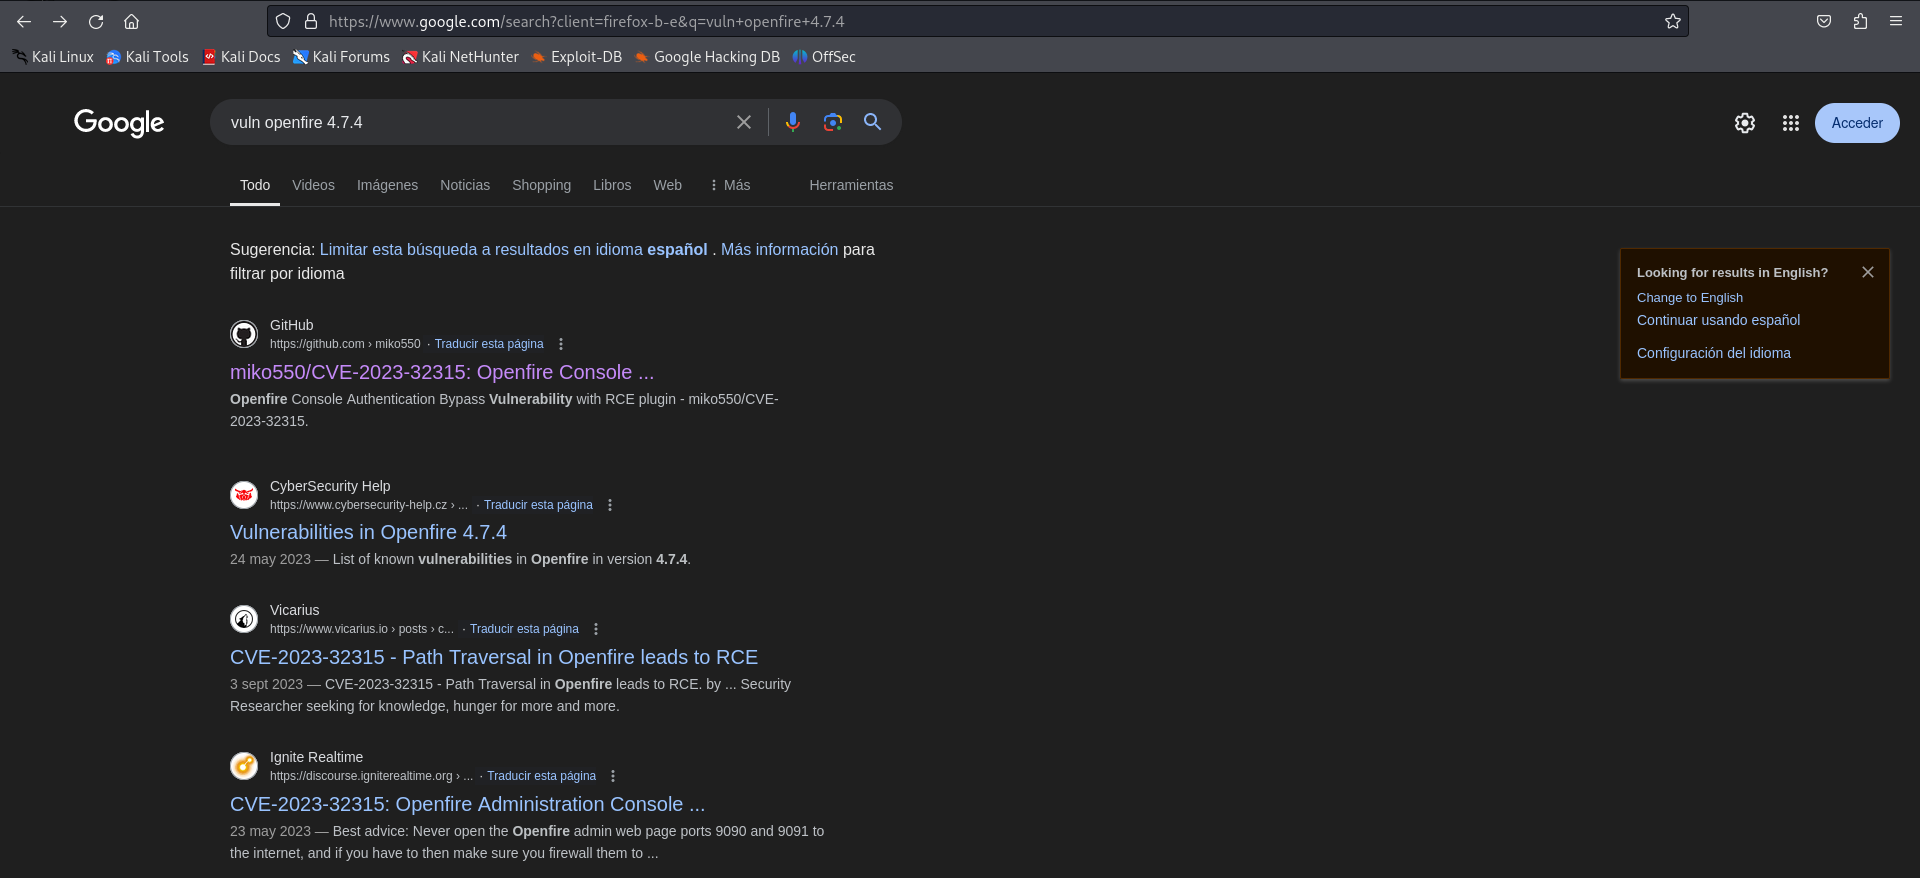 https://www.google.com/search?client=firefox-b-e&q=vuln+openfire+4.7.4
Kali Linux Kali Tools Kali Docs Kali Forums Kali NetHunter Exploit-DB Google Hacking DB OffSec
Google vuln openfire 4.7.4 Acceder
Todo Videos Imágenes Noticias Shopping Libros Web Más Herramientas
Sugerencia: Limitar esta búsqueda a resultados en idioma español . Más información para
filtrar por idioma
Looking for results in English?
Change to English
Continuar usando español
Configuración del idioma
GitHub
https://github.com › miko550 · Traducir esta página
miko550/CVE-2023-32315: Openfire Console ...
Openfire Console Authentication Bypass Vulnerability with RCE plugin - miko550/CVE-
2023-32315.
CyberSecurity Help
https://www.cybersecurity-help.cz › ... · Traducir esta página
Vulnerabilities in Openfire 4.7.4
24 may 2023 — List of known vulnerabilities in Openfire in version 4.7.4.
Vicarius
https://www.vicarius.io › posts › c... · Traducir esta página
CVE-2023-32315 - Path Traversal in Openfire leads to RCE
3 sept 2023 — CVE-2023-32315 - Path Traversal in Openfire leads to RCE. by ... Security
Researcher seeking for knowledge, hunger for more and more.
Ignite Realtime
https://discourse.igniterealtime.org › ... · Traducir esta página
CVE-2023-32315: Openfire Administration Console ...
23 may 2023 — Best advice: Never open the Openfire admin web page ports 9090 and 9091 to
the internet, and if you have to then make sure you firewall them to ...